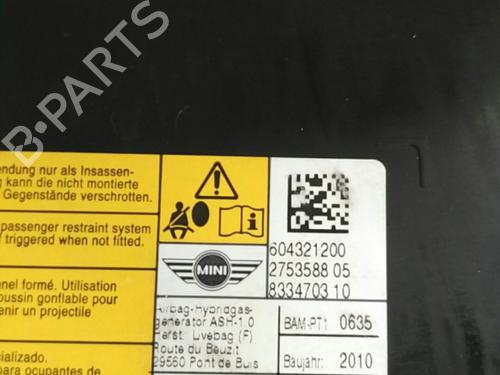 B-PARTS
endung nur als Insassen-
g kann die nicht montierte
Gegenstände verschrotten.
passenger restraint system
triggered when not fitted.
nel formé. Utilisation
oussin gonflable pour
enir un projectile
cializado.
para ocupantes de
604321200
MINI
2753588 05
8334703 10
Airbag-Hybridgas-
generator ASH-1.0
Herst. Livebag (F)
Route du Beuzit
29560 Pont de Buis
BAM-PT1 0635
Baujahr: 2010